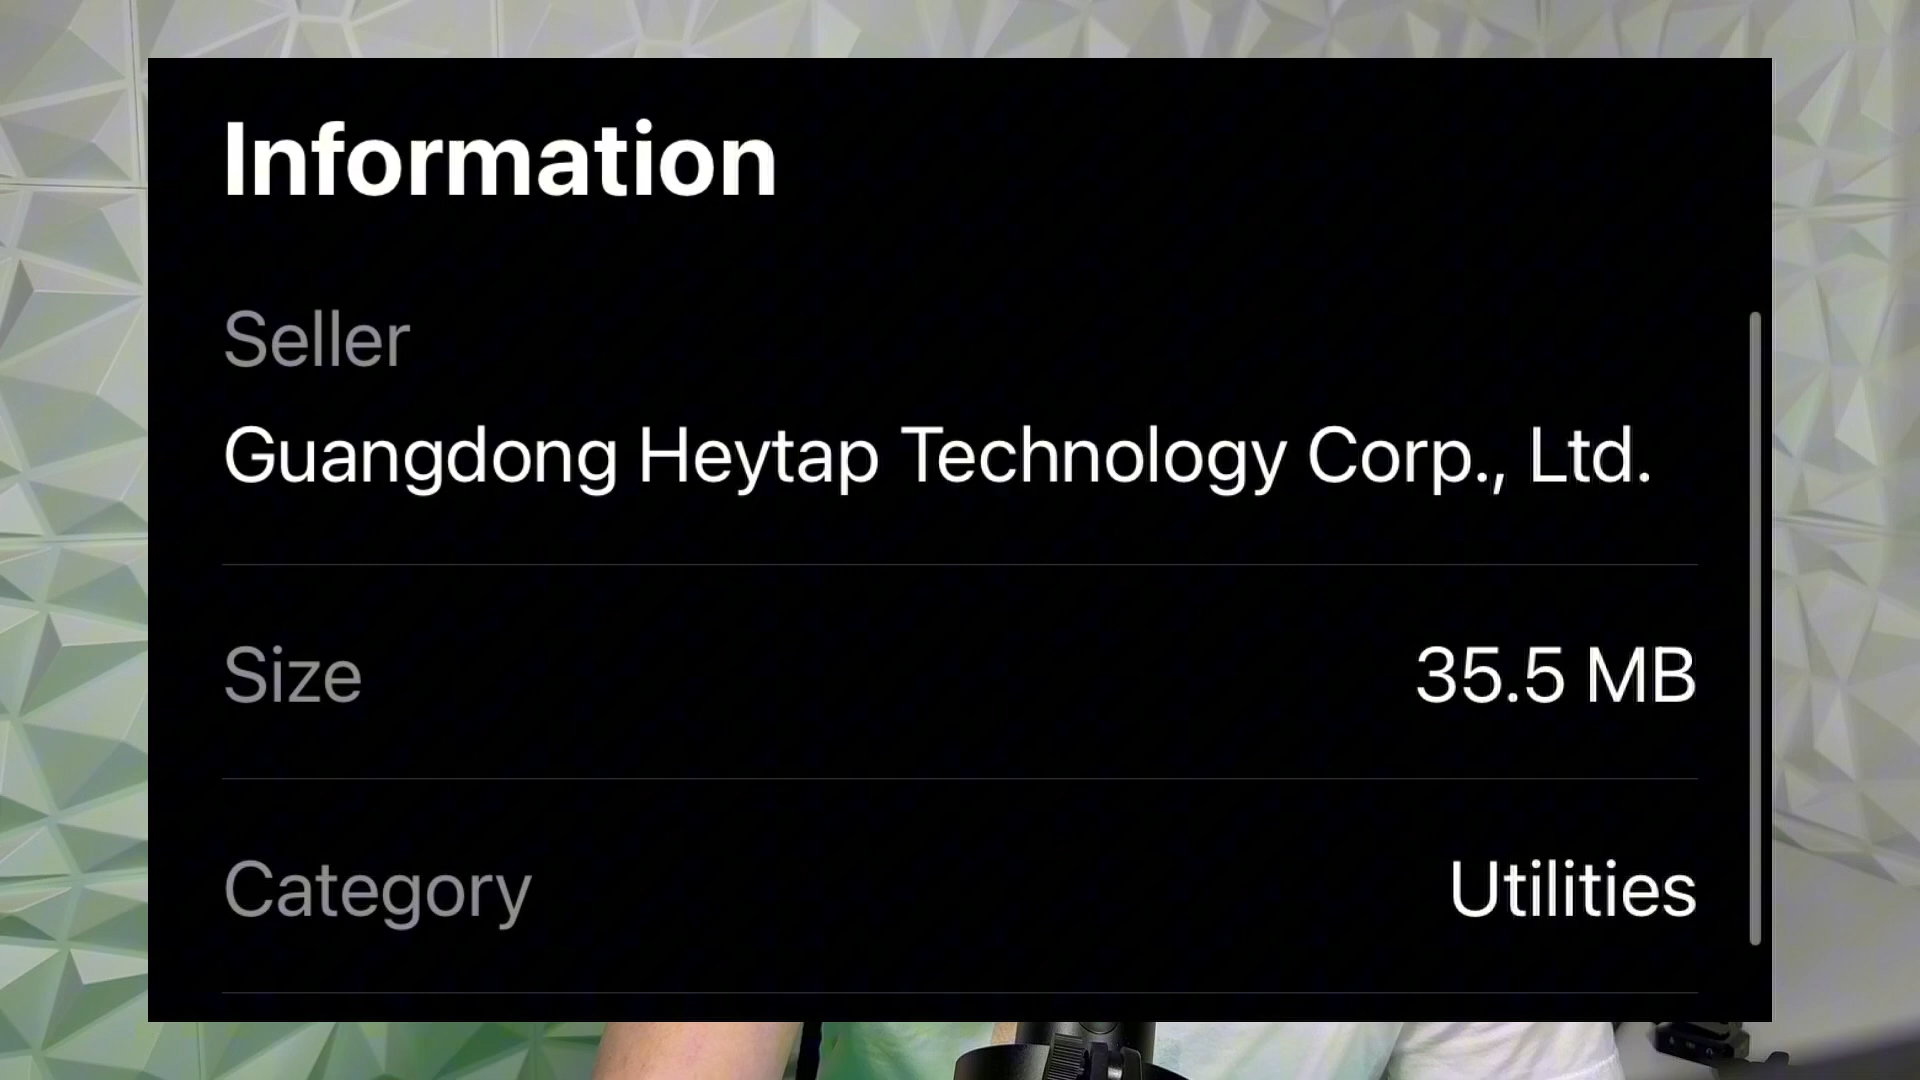 Information
Seller
Guangdong Heytap Technology Corp., Ltd.
Size 35.5 MB
Category Utilities